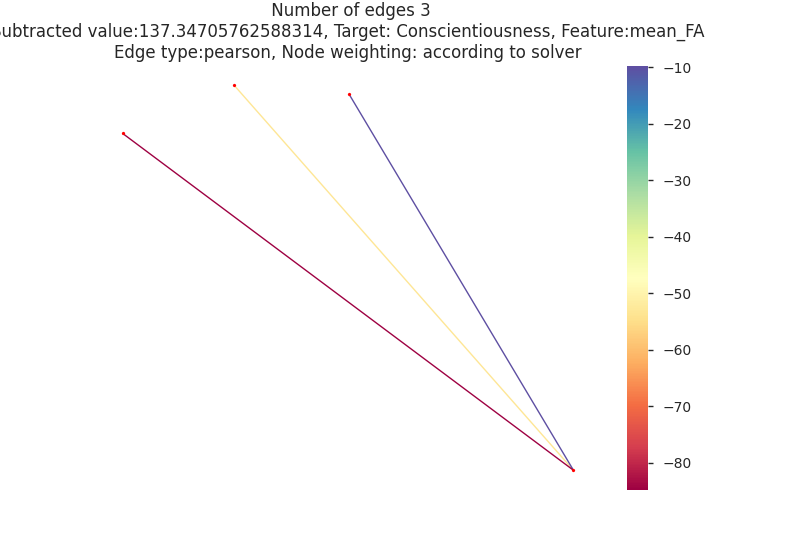 Number of edges 3
ubtracted value:137.34705762588314, Target: Conscientiousness, Feature:mean_FA
Edge type:pearson, Node weighting: according to solver
−10
−20
−30
−40
−50
−60
−70
−80